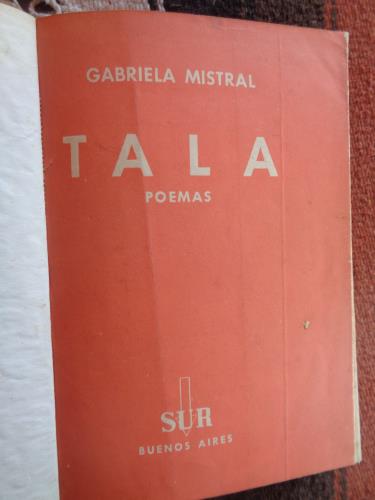 GABRIELA MISTRAL
TALA
POEMAS
SUR
BUENOS AIRES